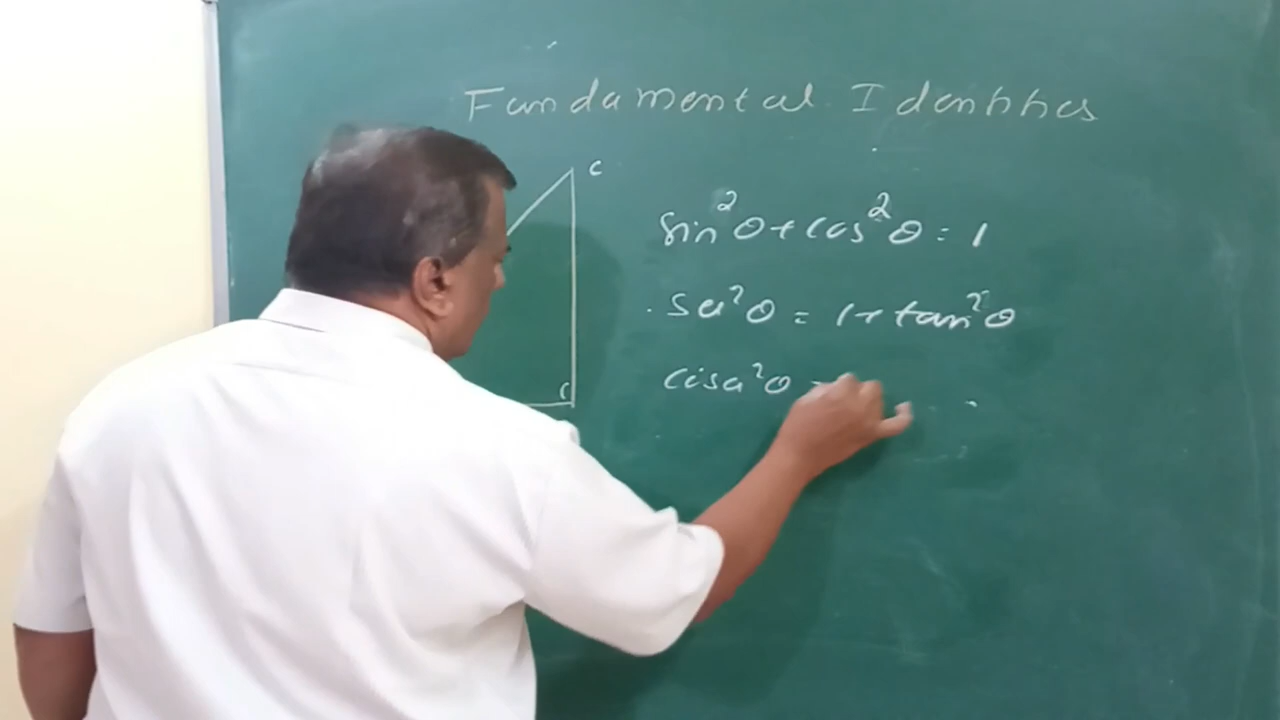 Fundamental Identities
C
sin²θ + cos²θ = 1
sec²θ = 1 + tan²θ
cosec²θ =